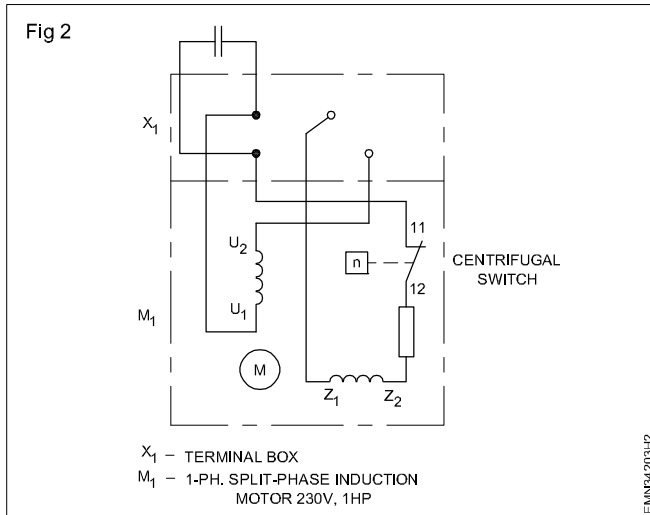 Fig 2
X1
U2
U1
M1
M
Z1
Z2
n
11
12
CENTRIFUGAL
SWITCH
X1 – TERMINAL BOX
M1 – 1-PH. SPLIT-PHASE INDUCTION
MOTOR 230V, 1HP